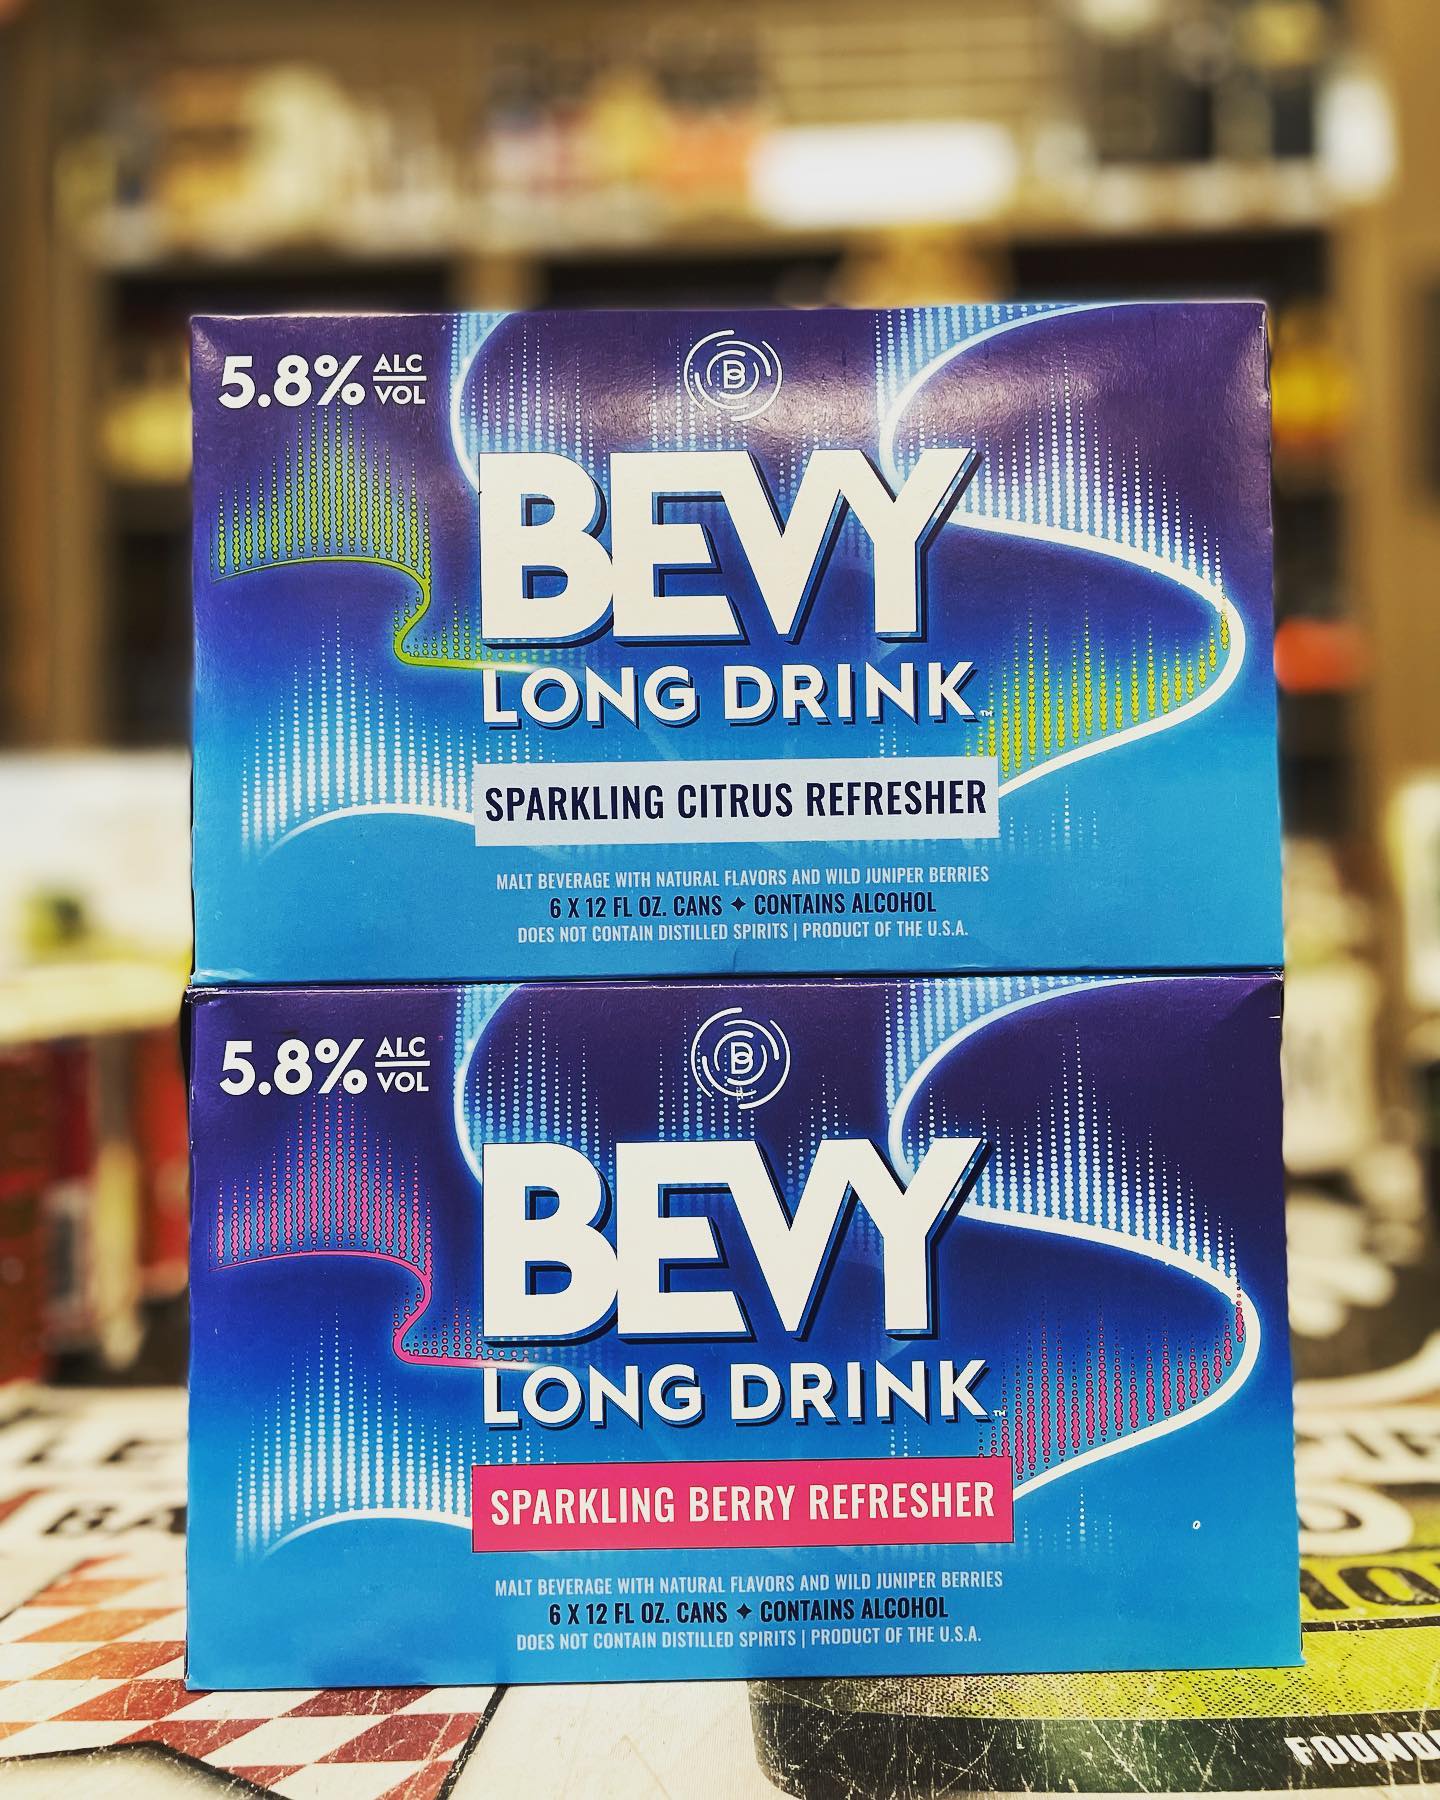 5.8% ALC
VOL
B
BEVY
LONG DRINK™
SPARKLING CITRUS REFRESHER
MALT BEVERAGE WITH NATURAL FLAVORS AND WILD JUNIPER BERRIES
6 X 12 FL OZ. CANS ✦ CONTAINS ALCOHOL
DOES NOT CONTAIN DISTILLED SPIRITS | PRODUCT OF THE U.S.A.
5.8% ALC
VOL
B
BEVY
LONG DRINK™
SPARKLING BERRY REFRESHER
MALT BEVERAGE WITH NATURAL FLAVORS AND WILD JUNIPER BERRIES
6 X 12 FL OZ. CANS ✦ CONTAINS ALCOHOL
DOES NOT CONTAIN DISTILLED SPIRITS | PRODUCT OF THE U.S.A.